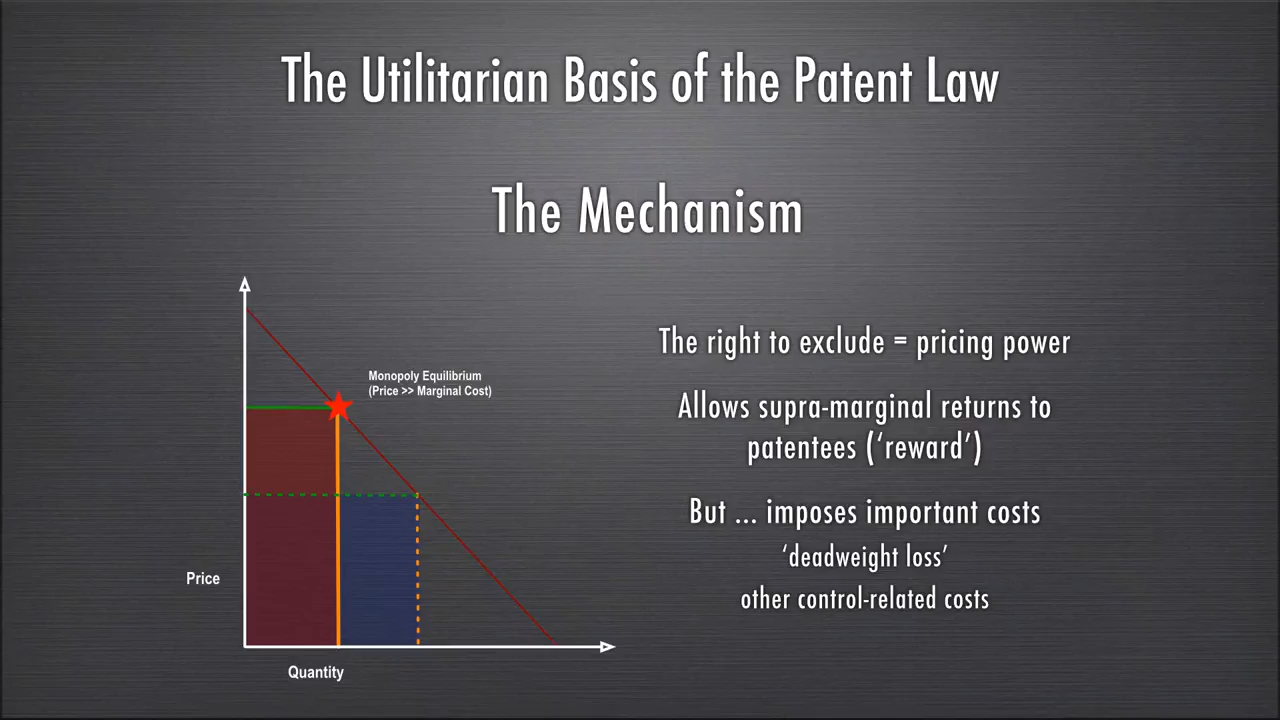 The Utilitarian Basis of the Patent Law
The Mechanism
Monopoly Equilibrium
(Price >> Marginal Cost)
Price
Quantity
The right to exclude = pricing power
Allows supra-marginal returns to
patentees (‘reward’)
But ... imposes important costs
‘deadweight loss’
other control-related costs